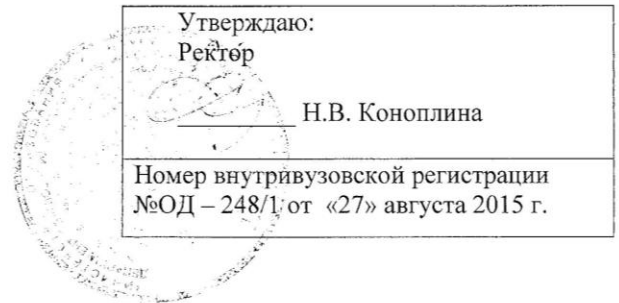 Утверждаю:
Ректор
Н.В. Коноплина
Номер внутривузовской регистрации
№ОД – 248/1 от «27» августа 2015 г.